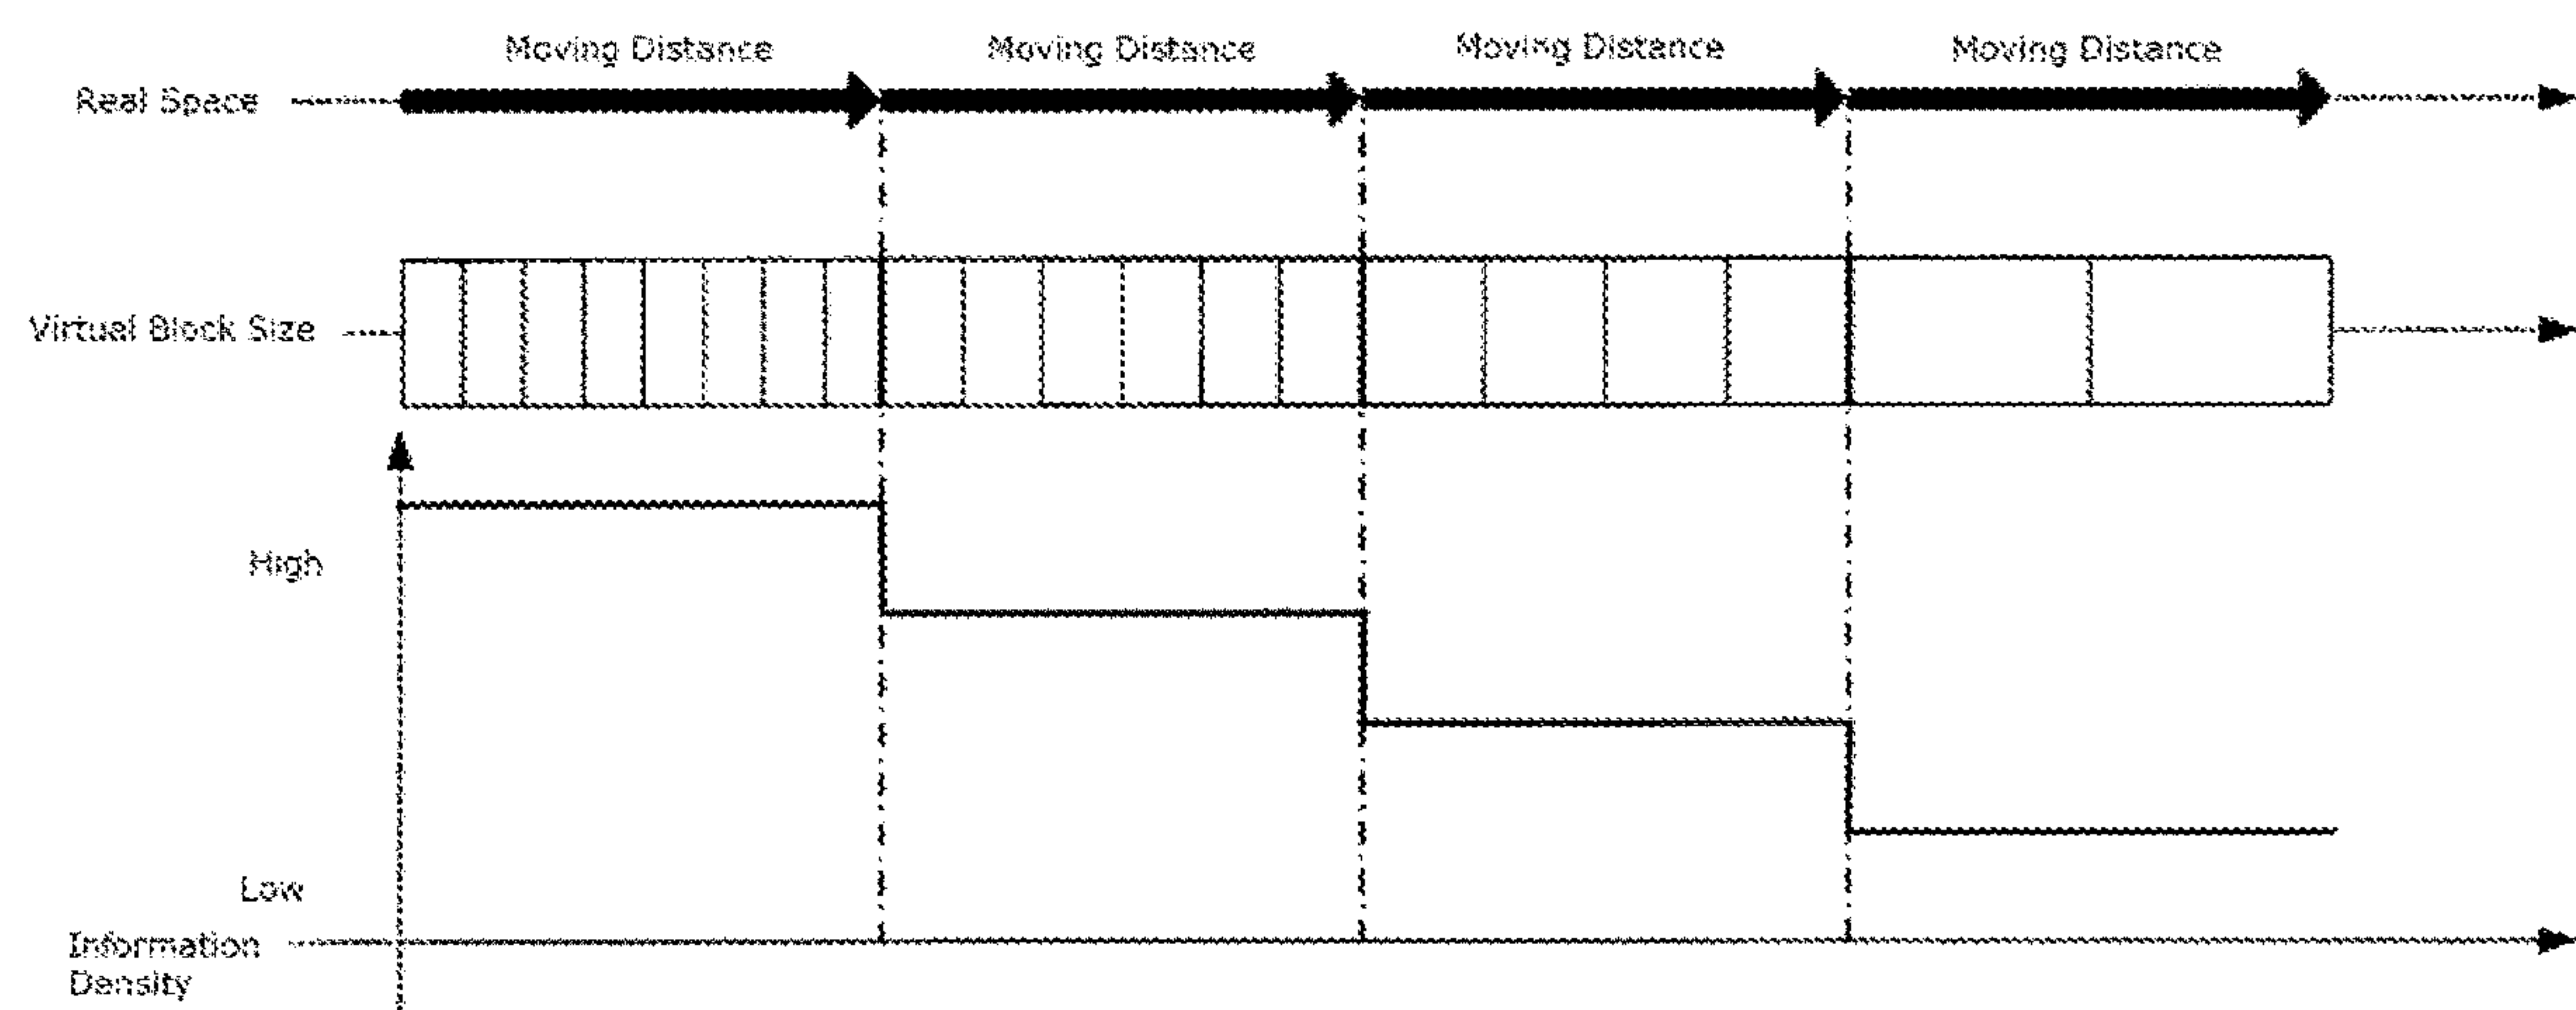 Moving Distance
Moving Distance
Moving Distance
Moving Distance
Real Space
Virtual Block Size
High
Low
Information
Density